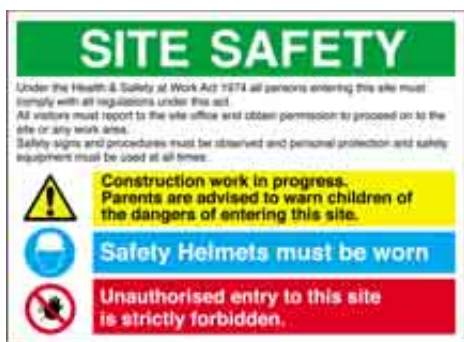 SITE SAFETY
Under the Health & Safety at Work Act 1974 all persons entering this site must
comply with all regulations under this act.
All visitors must report to the site office and obtain permission to proceed on to the
site or any work area.
Safety signs and procedures must be observed and personal protection and safety
equipment must be used at all times.
Construction work in progress.
Parents are advised to warn children of
the dangers of entering this site.
Safety Helmets must be worn
Unauthorised entry to this site
is strictly forbidden.